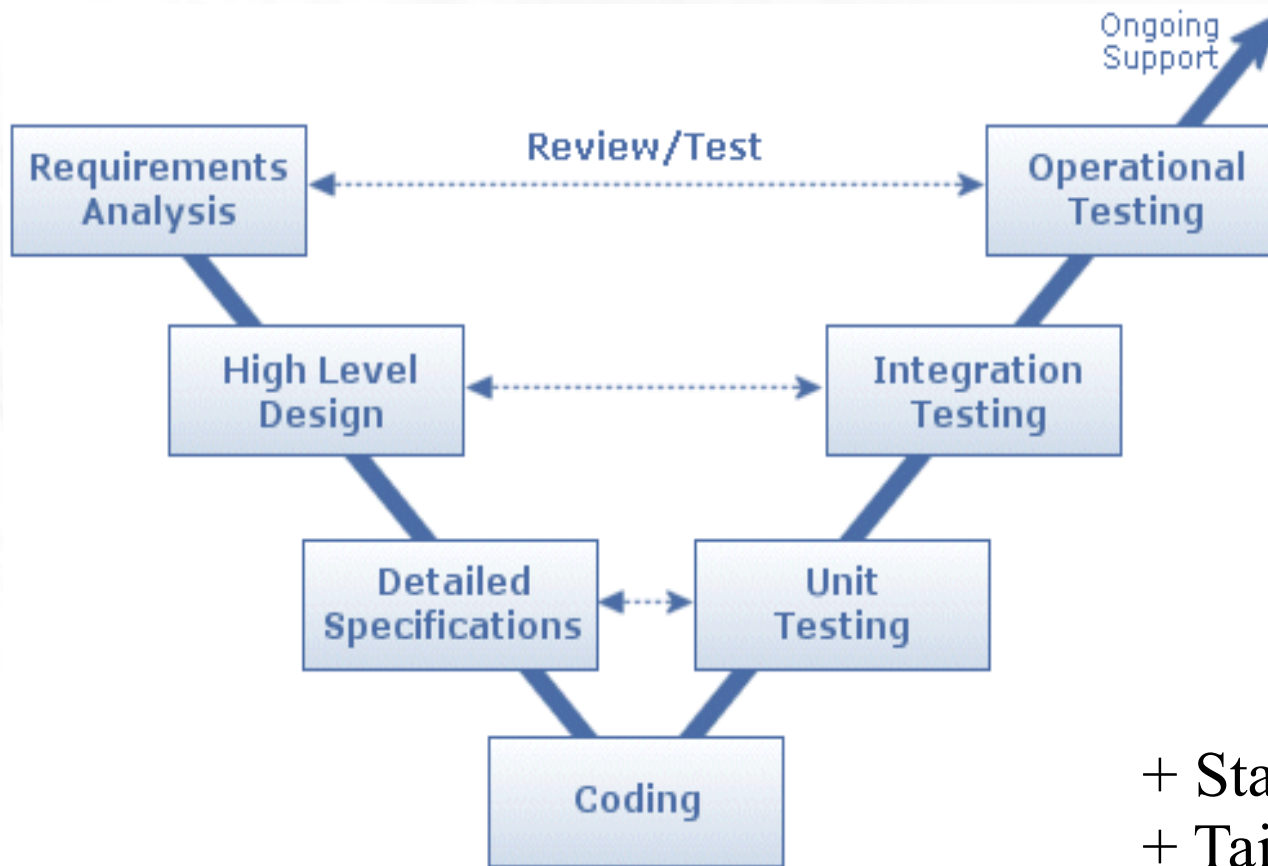 Ongoing
Support
Review/Test
Requirements
Analysis
Operational
Testing
High Level
Design
Integration
Testing
Detailed
Specifications
Unit
Testing
Coding
+
+